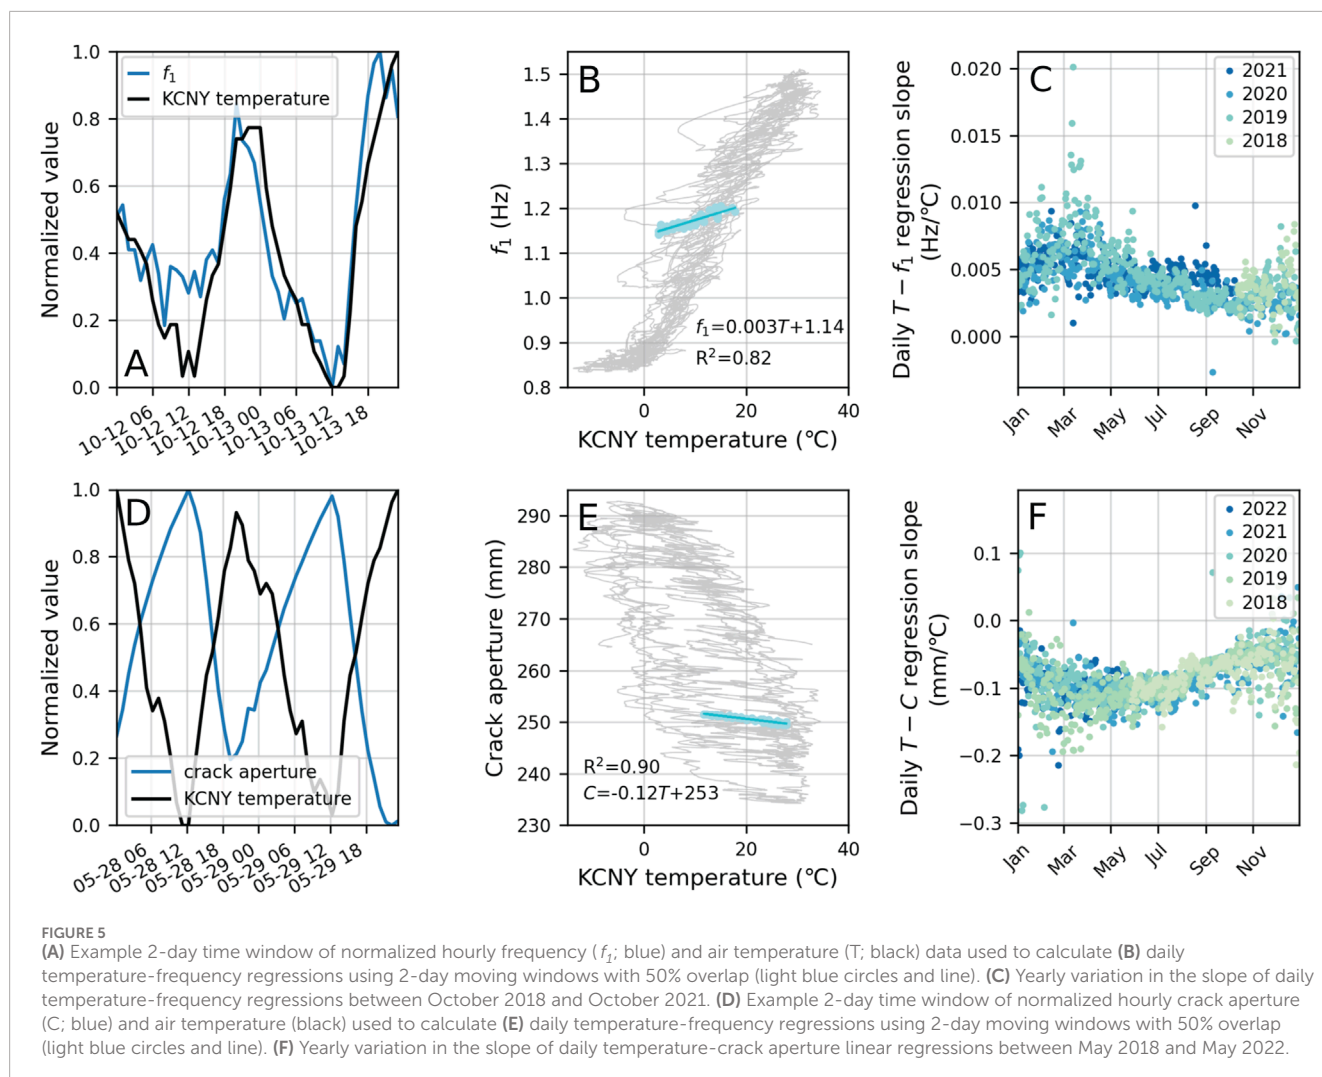 A
f1
KCNY temperature
Normalized value
1.0
0.8
0.6
0.4
0.2
0.0
10-12 06
10-12 12
10-12 18
10-13 00
10-13 06
10-13 12
10-13 18
B
f1 (Hz)
1.5
1.4
1.3
1.2
1.1
1.0
0.9
0.8
f1=0.003T+1.14
R²=0.82
0 20 40
KCNY temperature (°C)
C
2021
2020
2019
2018
Daily T − f1 regression slope
(Hz/°C)
0.020
0.015
0.010
0.005
0.000
Jan Mar May Jul Sep Nov
D
crack aperture
KCNY temperature
Normalized value
1.0
0.8
0.6
0.4
0.2
0.0
05-28 06
05-28 12
05-28 18
05-29 00
05-29 06
05-29 12
05-29 18
E
Crack aperture (mm)
290
280
270
260
250
240
230
R²=0.90
C=-0.12T+253
0 20 40
KCNY temperature (°C)
F
2022
2021
2020
2019
2018
Daily T − C regression slope
(mm/°C)
0.1
0.0
−0.1
−0.2
−0.3
Jan Mar May Jul Sep Nov
FIGURE 5
(A) Example 2-day time window of normalized hourly frequency (f1; blue) and air temperature (T; black) data used to calculate (B) daily
temperature-frequency regressions using 2-day moving windows with 50% overlap (light blue circles and line). (C) Yearly variation in the slope of daily
temperature-frequency regressions between October 2018 and October 2021. (D) Example 2-day time window of normalized hourly crack aperture
(C; blue) and air temperature (black) used to calculate (E) daily temperature-frequency regressions using 2-day moving windows with 50% overlap
(light blue circles and line). (F) Yearly variation in the slope of daily temperature-crack aperture linear regressions between May 2018 and May 2022.